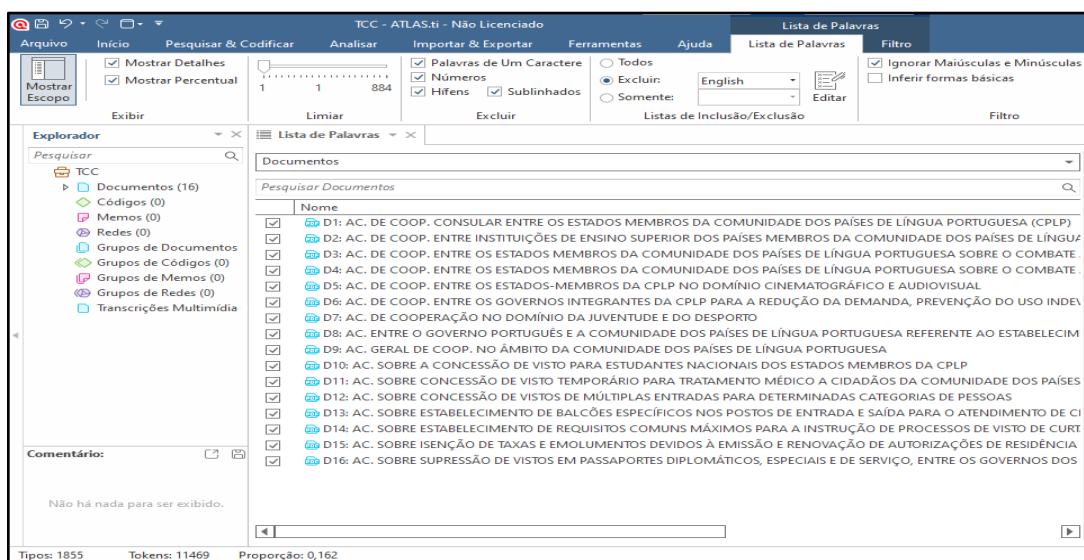 TCC - ATLAS.ti - Não Licenciado
Lista de Palavras
Arquivo Início Pesquisar & Codificar Analisar Importar & Exportar Ferramentas Ajuda Lista de Palavras Filtro
Mostrar Escopo
Mostrar Detalhes
Mostrar Percentual
Exibir
1 1 884
Limiar
Palavras de Um Caractere
Números
Hífens Sublinhados
Excluir
Todos
Excluir: English
Somente:
Editar
Listas de Inclusão/Exclusão
Ignorar Maiúsculas e Minúsculas
Inferir formas básicas
Filtro
Explorador
Pesquisar
TCC
Documentos (16)
Códigos (0)
Memos (0)
Redes (0)
Grupos de Documentos
Grupos de Códigos (0)
Grupos de Memos (0)
Grupos de Redes (0)
Transcrições Multimídia
Comentário:
Não há nada para ser exibido.
Lista de Palavras
Documentos
Pesquisar Documentos
Nome
D1: AC. DE COOP. CONSULAR ENTRE OS ESTADOS MEMBROS DA COMUNIDADE DOS PAÍSES DE LÍNGUA PORTUGUESA (CPLP)
D2: AC. DE COOP. ENTRE INSTITUIÇÕES DE ENSINO SUPERIOR DOS PAÍSES MEMBROS DA COMUNIDADE DOS PAÍSES DE LÍNGUA
D3: AC. DE COOP. ENTRE OS ESTADOS MEMBROS DA COMUNIDADE DOS PAÍSES DE LÍNGUA PORTUGUESA SOBRE O COMBATE
D4: AC. DE COOP. ENTRE OS ESTADOS MEMBROS DA COMUNIDADE DOS PAÍSES DE LÍNGUA PORTUGUESA SOBRE O COMBATE
D5: AC. DE COOP. ENTRE OS ESTADOS-MEMBROS DA CPLP NO DOMÍNIO CINEMATOGRÁFICO E AUDIOVISUAL
D6: AC. DE COOP. ENTRE OS GOVERNOS INTEGRANTES DA CPLP PARA A REDUÇÃO DA DEMANDA, PREVENÇÃO DO USO INDEV
D7: AC. DE COOPERAÇÃO NO DOMÍNIO DA JUVENTUDE E DO DESPORTO
D8: AC. ENTRE O GOVERNO PORTUGUÊS E A COMUNIDADE DOS PAÍSES DE LÍNGUA PORTUGUESA REFERENTE AO ESTABELECIM
D9: AC. GERAL DE COOP. NO ÂMBITO DA COMUNIDADE DOS PAÍSES DE LÍNGUA PORTUGUESA
D10: AC. SOBRE A CONCESSÃO DE VISTO PARA ESTUDANTES NACIONAIS DOS ESTADOS MEMBROS DA CPLP
D11: AC. SOBRE CONCESSÃO DE VISTO TEMPORÁRIO PARA TRATAMENTO MÉDICO A CIDADÃOS DA COMUNIDADE DOS PAÍSES
D12: AC. SOBRE CONCESSÃO DE VISTOS DE MÚLTIPLAS ENTRADAS PARA DETERMINADAS CATEGORIAS DE PESSOAS
D13: AC. SOBRE ESTABELECIMENTO DE BALCÕES ESPECÍFICOS NOS POSTOS DE ENTRADA E SAÍDA PARA O ATENDIMENTO DE CI
D14: AC. SOBRE ESTABELECIMENTO DE REQUISITOS COMUNS MÁXIMOS PARA A INSTRUÇÃO DE PROCESSOS DE VISTO DE CURT
D15: AC. SOBRE ISENÇÃO DE TAXAS E EMOLUMENTOS DEVIDOS À EMISSÃO E RENOVAÇÃO DE AUTORIZAÇÕES DE RESIDÊNCIA
D16: AC. SOBRE SUPRESSÃO DE VISTOS EM PASSAPORTES DIPLOMÁTICOS, ESPECIAIS E DE SERVIÇO, ENTRE OS GOVERNOS DOS
Tipos: 1855 Tokens: 11469 Proporção: 0,162